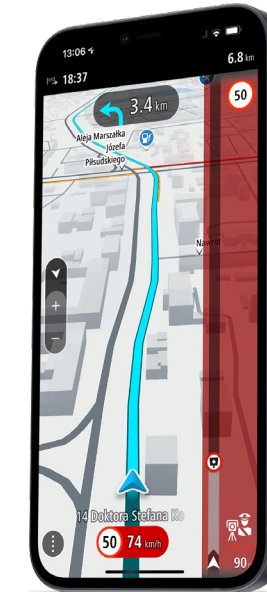 13:06
6.8 km
18:37
50
3.4 km
Aleja Marszałka
Józefa
Piłsudskiego
Nawrot
14 Doktora Stefana Ko
50 74 km/h
90